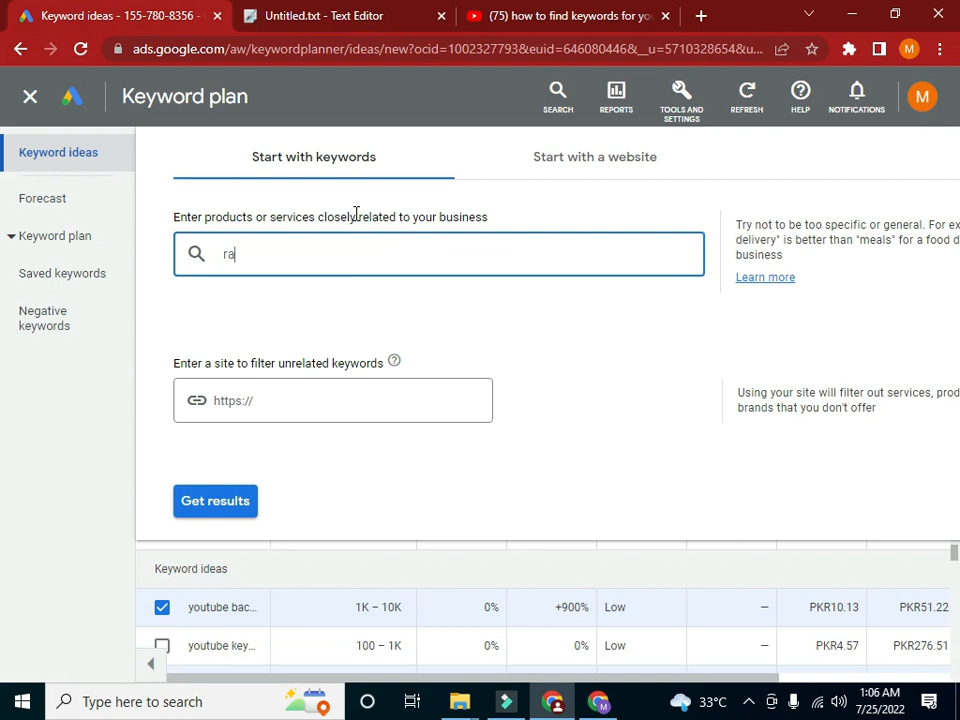 Keyword ideas - 155-780-8356 -
Untitled.txt - Text Editor
(75) how to find keywords for yo
ads.google.com/aw/keywordplanner/ideas/new?ocid=1002327793&euid=646080446&__u=5710328654&u...
M
Keyword plan
SEARCH
REPORTS
TOOLS AND SETTINGS
REFRESH
HELP
NOTIFICATIONS
M
Keyword ideas
Forecast
Keyword plan
Saved keywords
Negative
keywords
Start with keywords
Start with a website
Enter products or services closely related to your business
ra
Try not to be too specific or general. For ex
delivery" is better than "meals" for a food d
business
Learn more
Enter a site to filter unrelated keywords
https://
Using your site will filter out services, prod
brands that you don't offer
Get results
Keyword ideas
youtube bac... 1K – 10K 0% +900% Low – PKR10.13 PKR51.22
youtube key... 100 – 1K 0% 0% Low – PKR4.57 PKR276.51
Type here to search
33°C
1:06 AM
7/25/2022